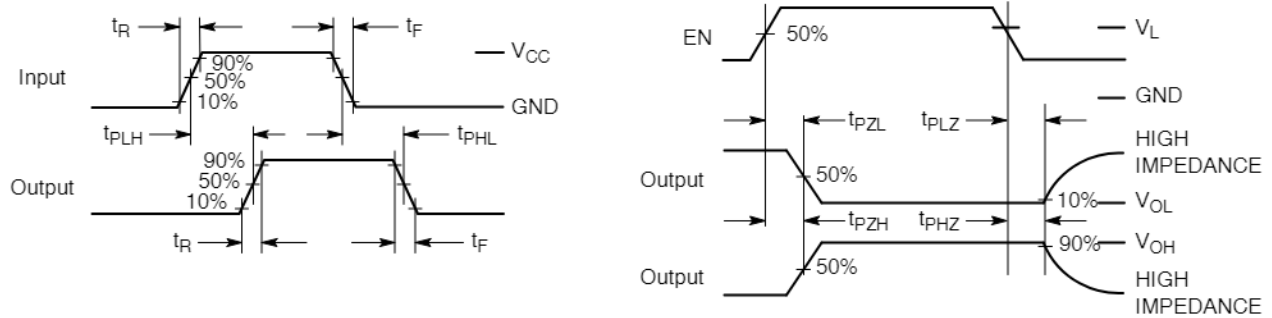 tR
tF
Input
90%
50%
10%
VCC
GND
tPLH
tPHL
Output
90%
50%
10%
tR
tF
EN
50%
VL
GND
tPZL
tPLZ
HIGH
IMPEDANCE
Output
50%
10%
VOL
tPZH
tPHZ
90%
VOH
Output
50%
HIGH
IMPEDANCE